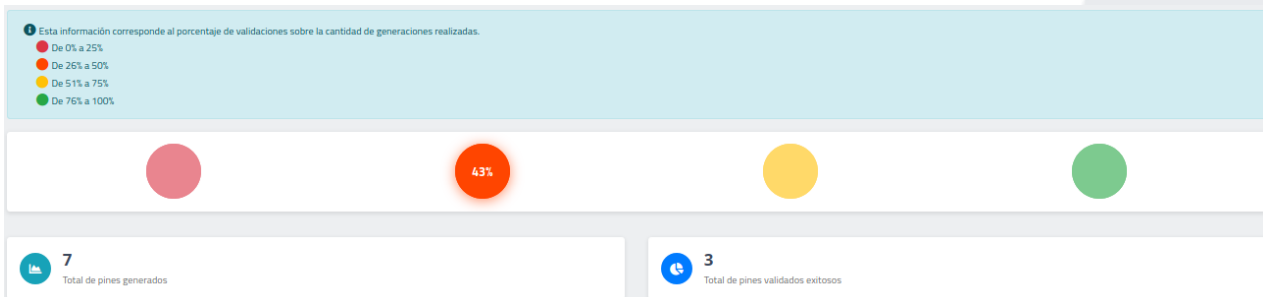 Esta información corresponde al porcentaje de validaciones sobre la cantidad de generaciones realizadas.
De 0% a 25%
De 26% a 50%
De 51% a 75%
De 76% a 100%
43%
7
Total de pines generados
3
Total de pines validados exitosos